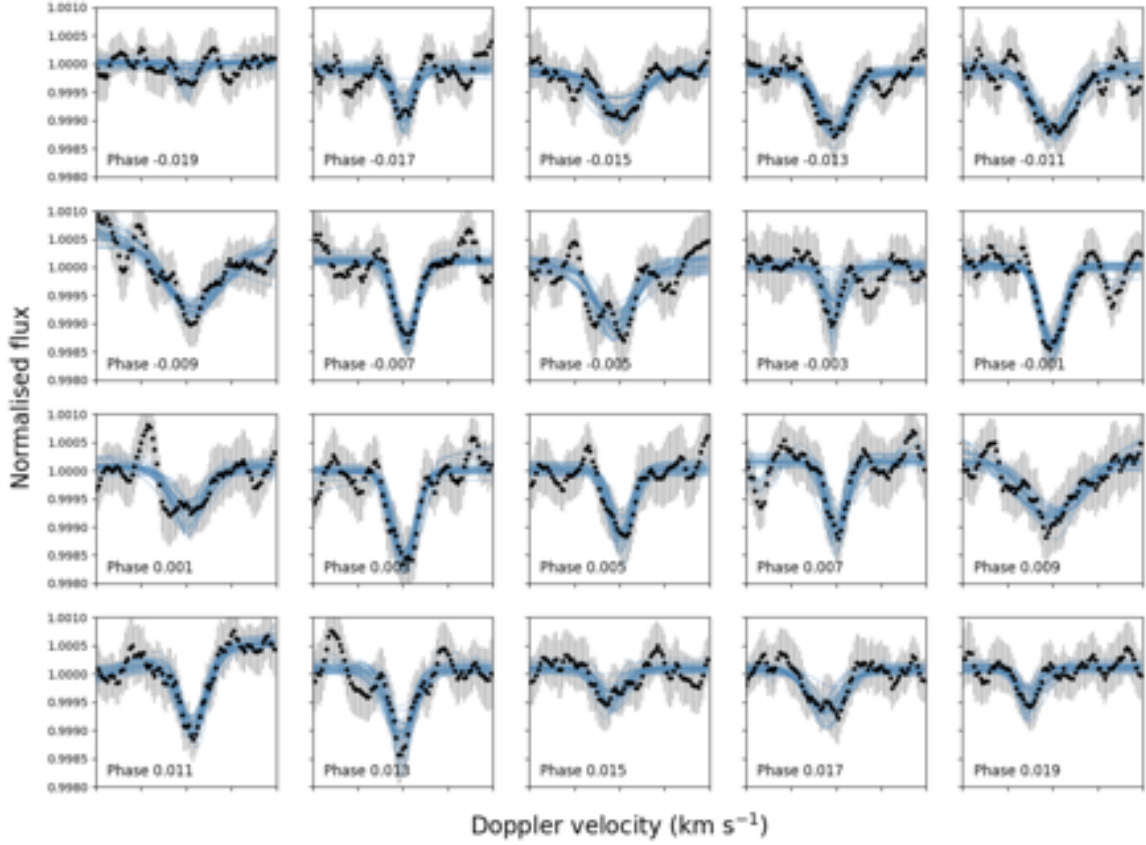 Normalised flux
1.0010
1.0005
1.0000
0.9995
0.9990
0.9985
0.9980
Phase -0.019
Phase -0.017
Phase -0.015
Phase -0.013
Phase -0.011
1.0010
1.0005
1.0000
0.9995
0.9990
0.9985
0.9980
Phase -0.009
Phase -0.007
Phase -0.005
Phase -0.003
Phase -0.001
1.0010
1.0005
1.0000
0.9995
0.9990
0.9985
0.9980
Phase 0.001
Phase 0.003
Phase 0.005
Phase 0.007
Phase 0.009
1.0010
1.0005
1.0000
0.9995
0.9990
0.9985
0.9980
Phase 0.011
Phase 0.013
Phase 0.015
Phase 0.017
Phase 0.019
Doppler velocity (km s⁻¹)